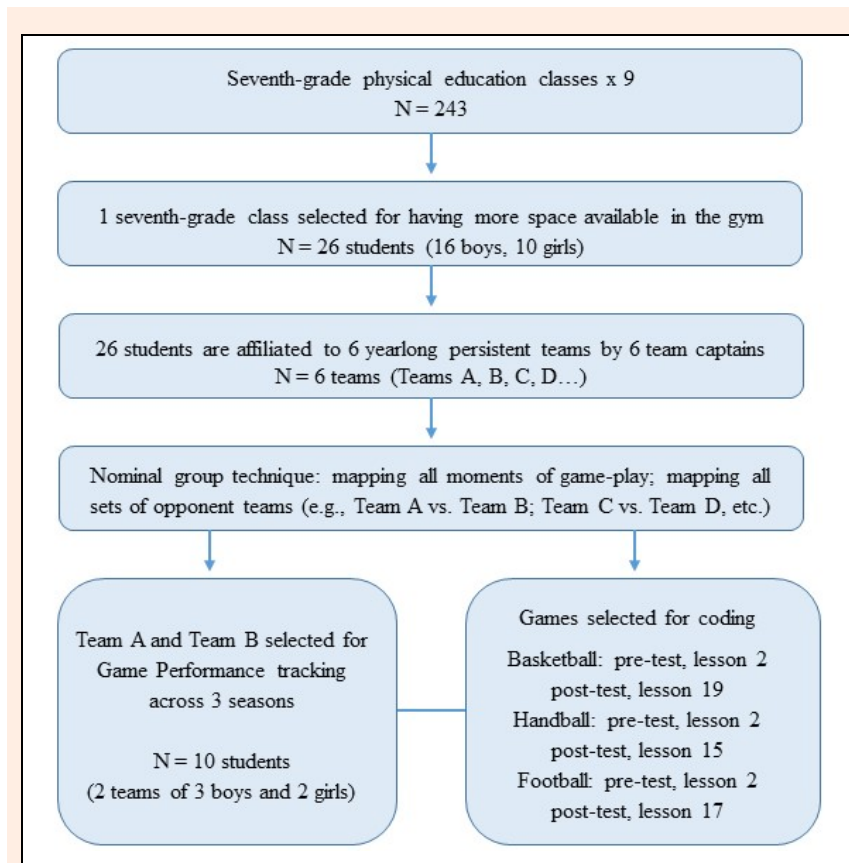 Seventh-grade physical education classes x 9
N = 243
1 seventh-grade class selected for having more space available in the gym
N = 26 students (16 boys, 10 girls)
26 students are affiliated to 6 yearlong persistent teams by 6 team captains
N = 6 teams (Teams A, B, C, D…)
Nominal group technique: mapping all moments of game-play; mapping all
sets of opponent teams (e.g., Team A vs. Team B; Team C vs. Team D, etc.)
Team A and Team B selected for
Game Performance tracking
across 3 seasons
N = 10 students
(2 teams of 3 boys and 2 girls)
Games selected for coding
Basketball: pre-test, lesson 2
post-test, lesson 19
Handball: pre-test, lesson 2
post-test, lesson 15
Football: pre-test, lesson 2
post-test, lesson 17